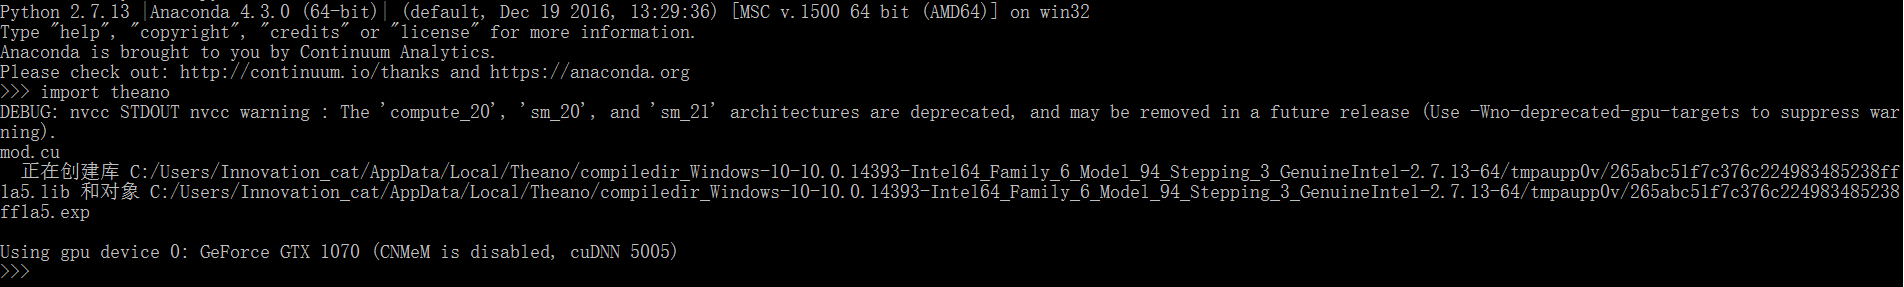 Python 2.7.13 |Anaconda 4.3.0 (64-bit)| (default, Dec 19 2016, 13:29:36) [MSC v.1500 64 bit (AMD64)] on win32
Type "help", "copyright", "credits" or "license" for more information.
Anaconda is brought to you by Continuum Analytics.
Please check out: http://continuum.io/thanks and https://anaconda.org
>>> import theano
DEBUG: nvcc STDOUT nvcc warning : The 'compute_20', 'sm_20', and 'sm_21' architectures are deprecated, and may be removed in a future release (Use -Wno-deprecated-gpu-targets to suppress war
ning).
mod.cu
正在创建库 C:/Users/Innovation_cat/AppData/Local/Theano/compiledir_Windows-10-10.0.14393-Intel64_Family_6_Model_94_Stepping_3_GenuineIntel-2.7.13-64/tmpaupp0v/265abc51f7c376c224983485238ff
1a5.lib 和对象 C:/Users/Innovation_cat/AppData/Local/Theano/compiledir_Windows-10-10.0.14393-Intel64_Family_6_Model_94_Stepping_3_GenuineIntel-2.7.13-64/tmpaupp0v/265abc51f7c376c224983485238
ff1a5.exp
Using gpu device 0: GeForce GTX 1070 (CNMeM is disabled, cuDNN 5005)
>>>